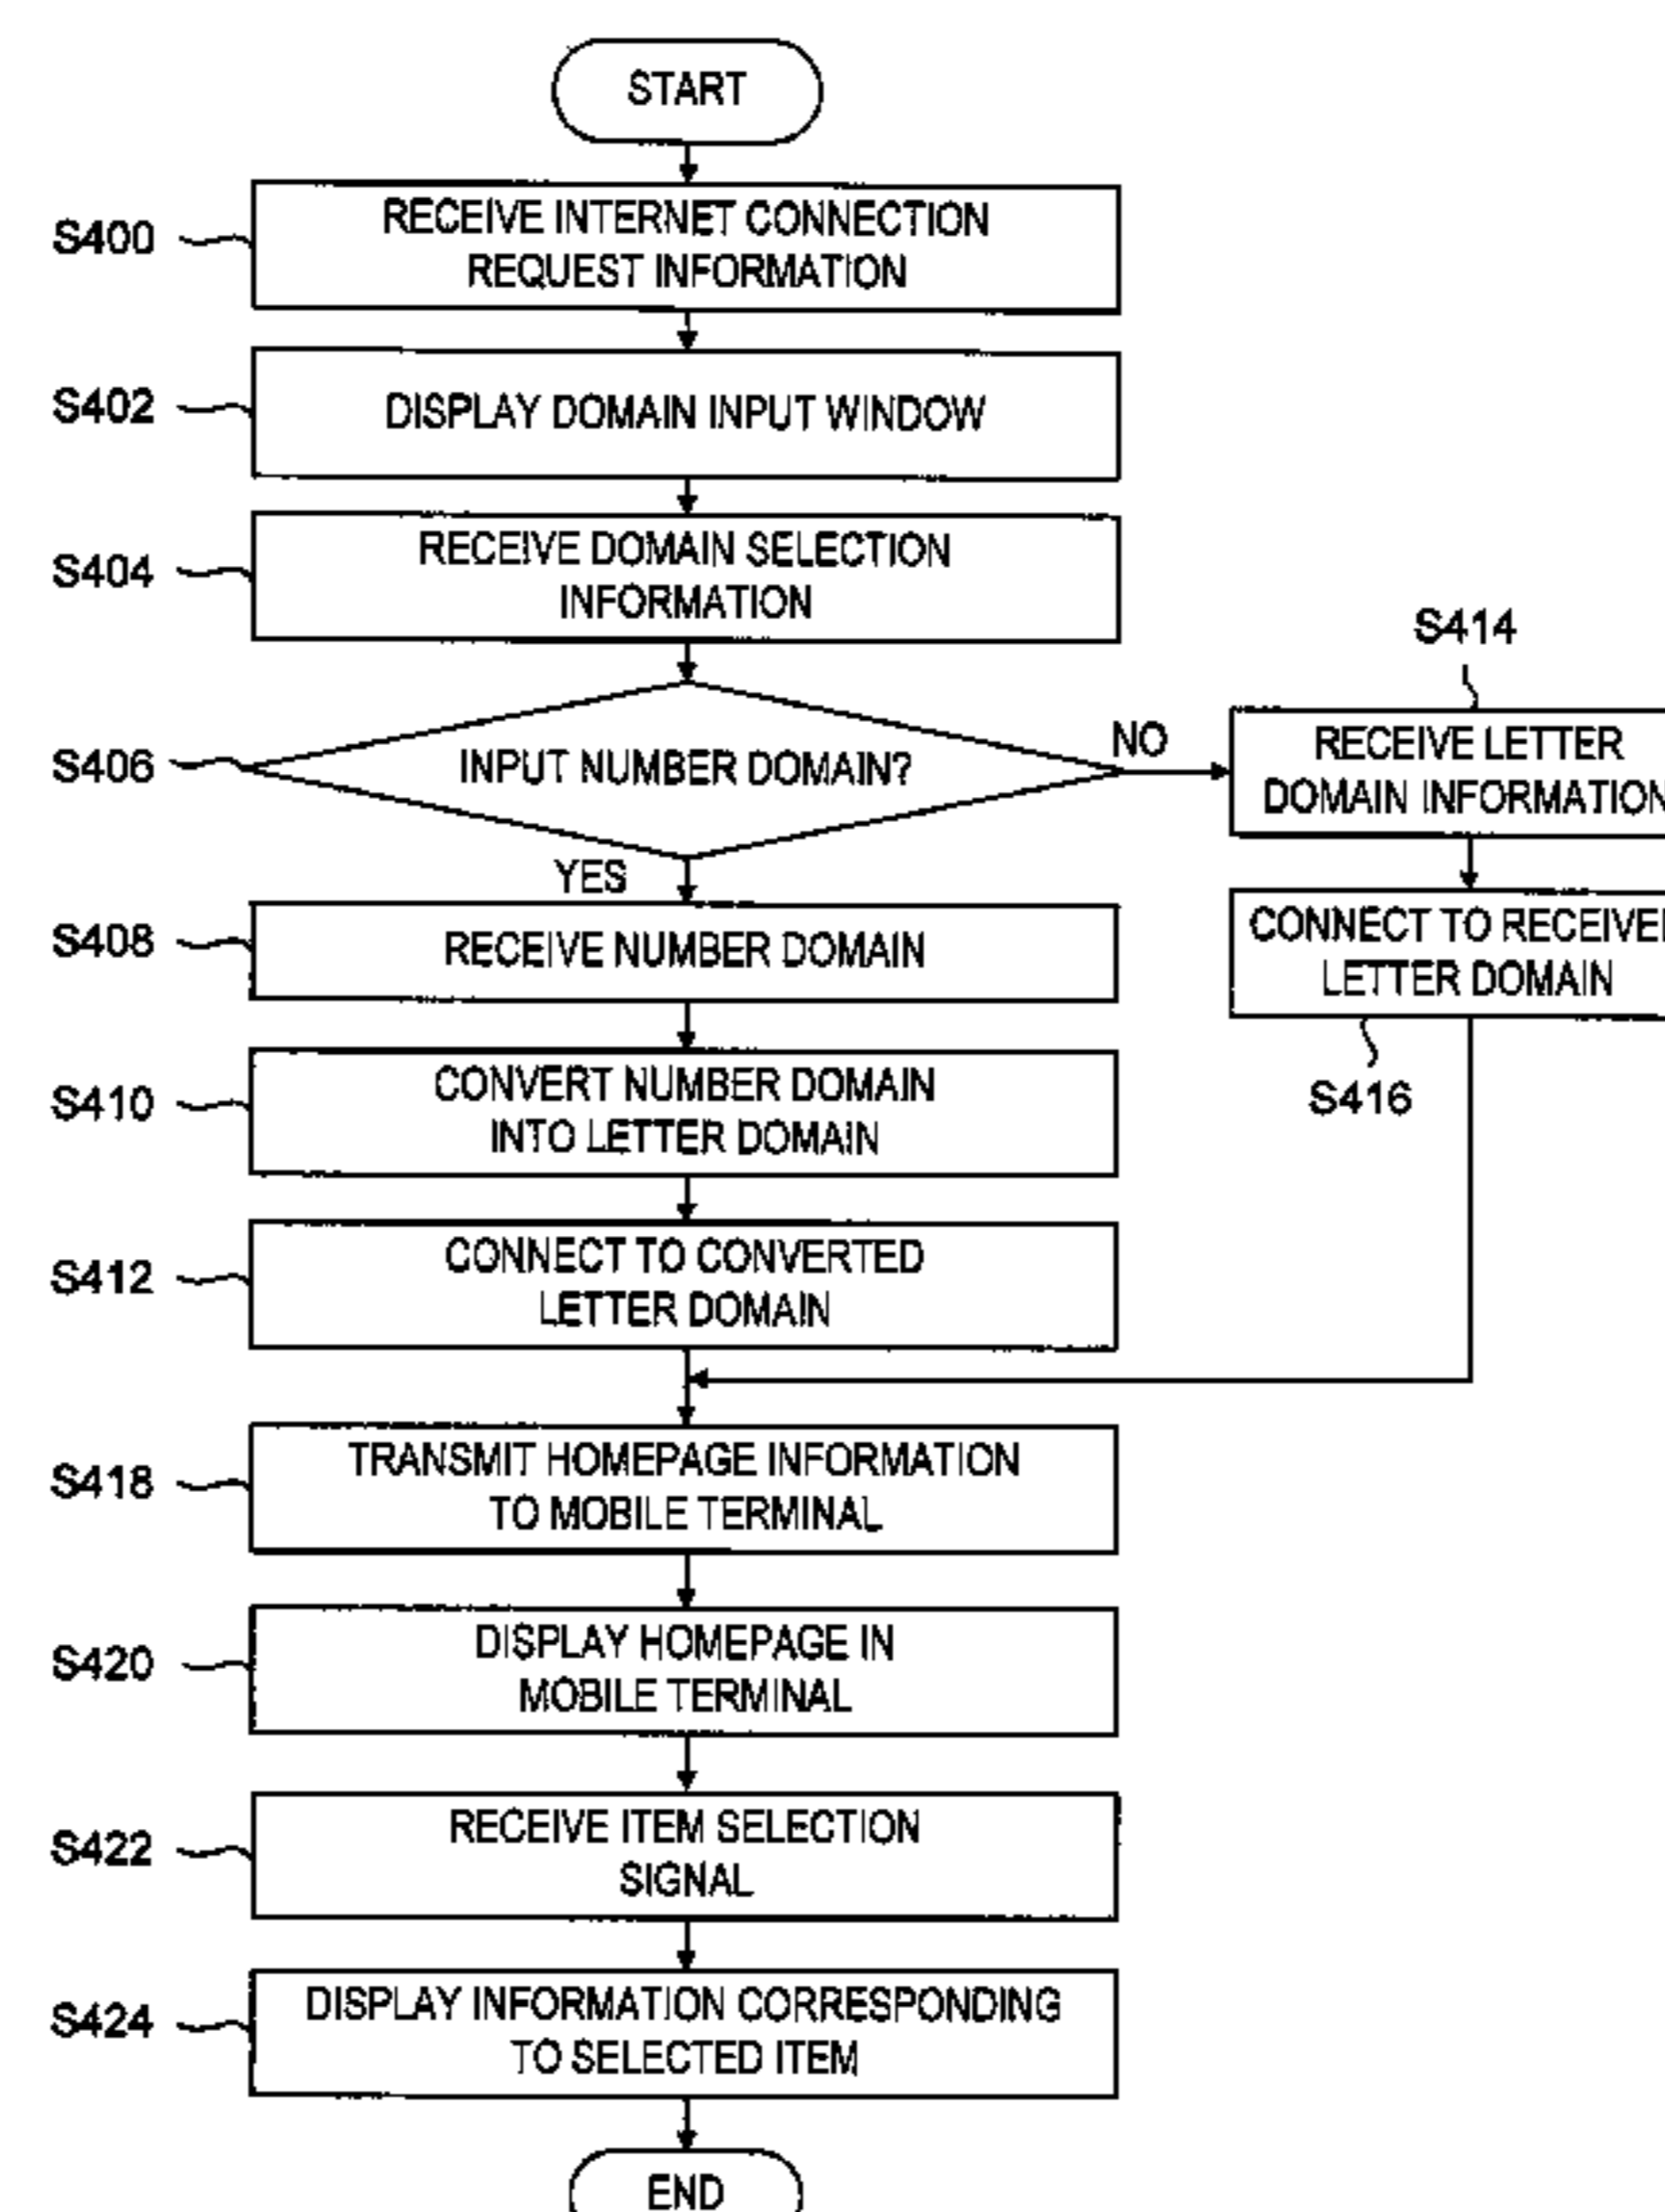 START
S400
RECEIVE INTERNET CONNECTION
REQUEST INFORMATION
S402
DISPLAY DOMAIN INPUT WINDOW
S404
RECEIVE DOMAIN SELECTION
INFORMATION
S406
INPUT NUMBER DOMAIN?
NO
YES
S414
RECEIVE LETTER
DOMAIN INFORMATION
CONNECT TO RECEIVE
LETTER DOMAIN
S416
S408
RECEIVE NUMBER DOMAIN
S410
CONVERT NUMBER DOMAIN
INTO LETTER DOMAIN
S412
CONNECT TO CONVERTED
LETTER DOMAIN
S418
TRANSMIT HOMEPAGE INFORMATION
TO MOBILE TERMINAL
S420
DISPLAY HOMEPAGE IN
MOBILE TERMINAL
S422
RECEIVE ITEM SELECTION
SIGNAL
S424
DISPLAY INFORMATION CORRESPONDING
TO SELECTED ITEM
END